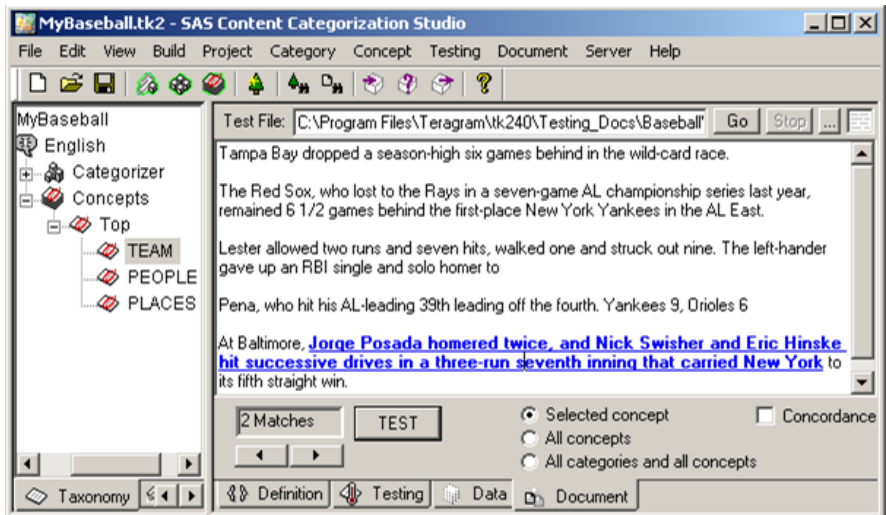 MyBaseball.tk2 - SAS Content Categorization Studio
File Edit View Build Project Category Concept Testing Document Server Help
MyBaseball
English
Categorizer
Concepts
Top
TEAM
PEOPLE
PLACES
Taxonomy
Test File: C:\Program Files\Teragram\tk240\Testing_Docs\Baseball' Go Stop ...
Tampa Bay dropped a season-high six games behind in the wild-card race.
The Red Sox, who lost to the Rays in a seven-game AL championship series last year,
remained 6 1/2 games behind the first-place New York Yankees in the AL East.
Lester allowed two runs and seven hits, walked one and struck out nine. The left-hander
gave up an RBI single and solo homer to
Pena, who hit his AL-leading 39th leading off the fourth. Yankees 9, Orioles 6
At Baltimore, Jorge Posada homered twice, and Nick Swisher and Eric Hinske
hit successive drives in a three-run seventh inning that carried New York to
its fifth straight win.
2 Matches TEST
Selected concept
All concepts
All categories and all concepts
Concordance
Definition Testing Data Document